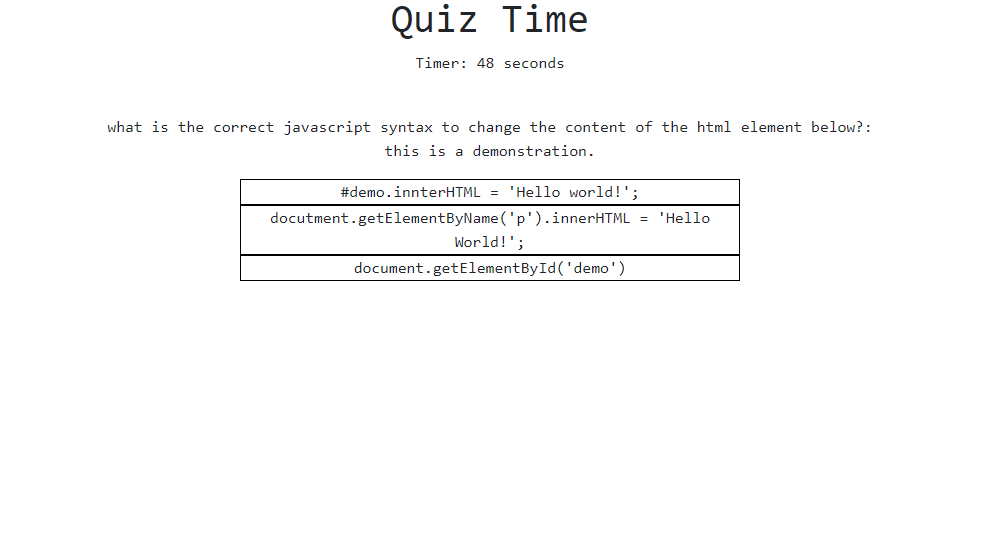 Quiz Time
Timer: 48 seconds
what is the correct javascript syntax to change the content of the html element below?:
this is a demonstration.
#demo.innterHTML = 'Hello world!';
docutment.getElementByName('p').innerHTML = 'Hello
World!';
document.getElementById('demo')